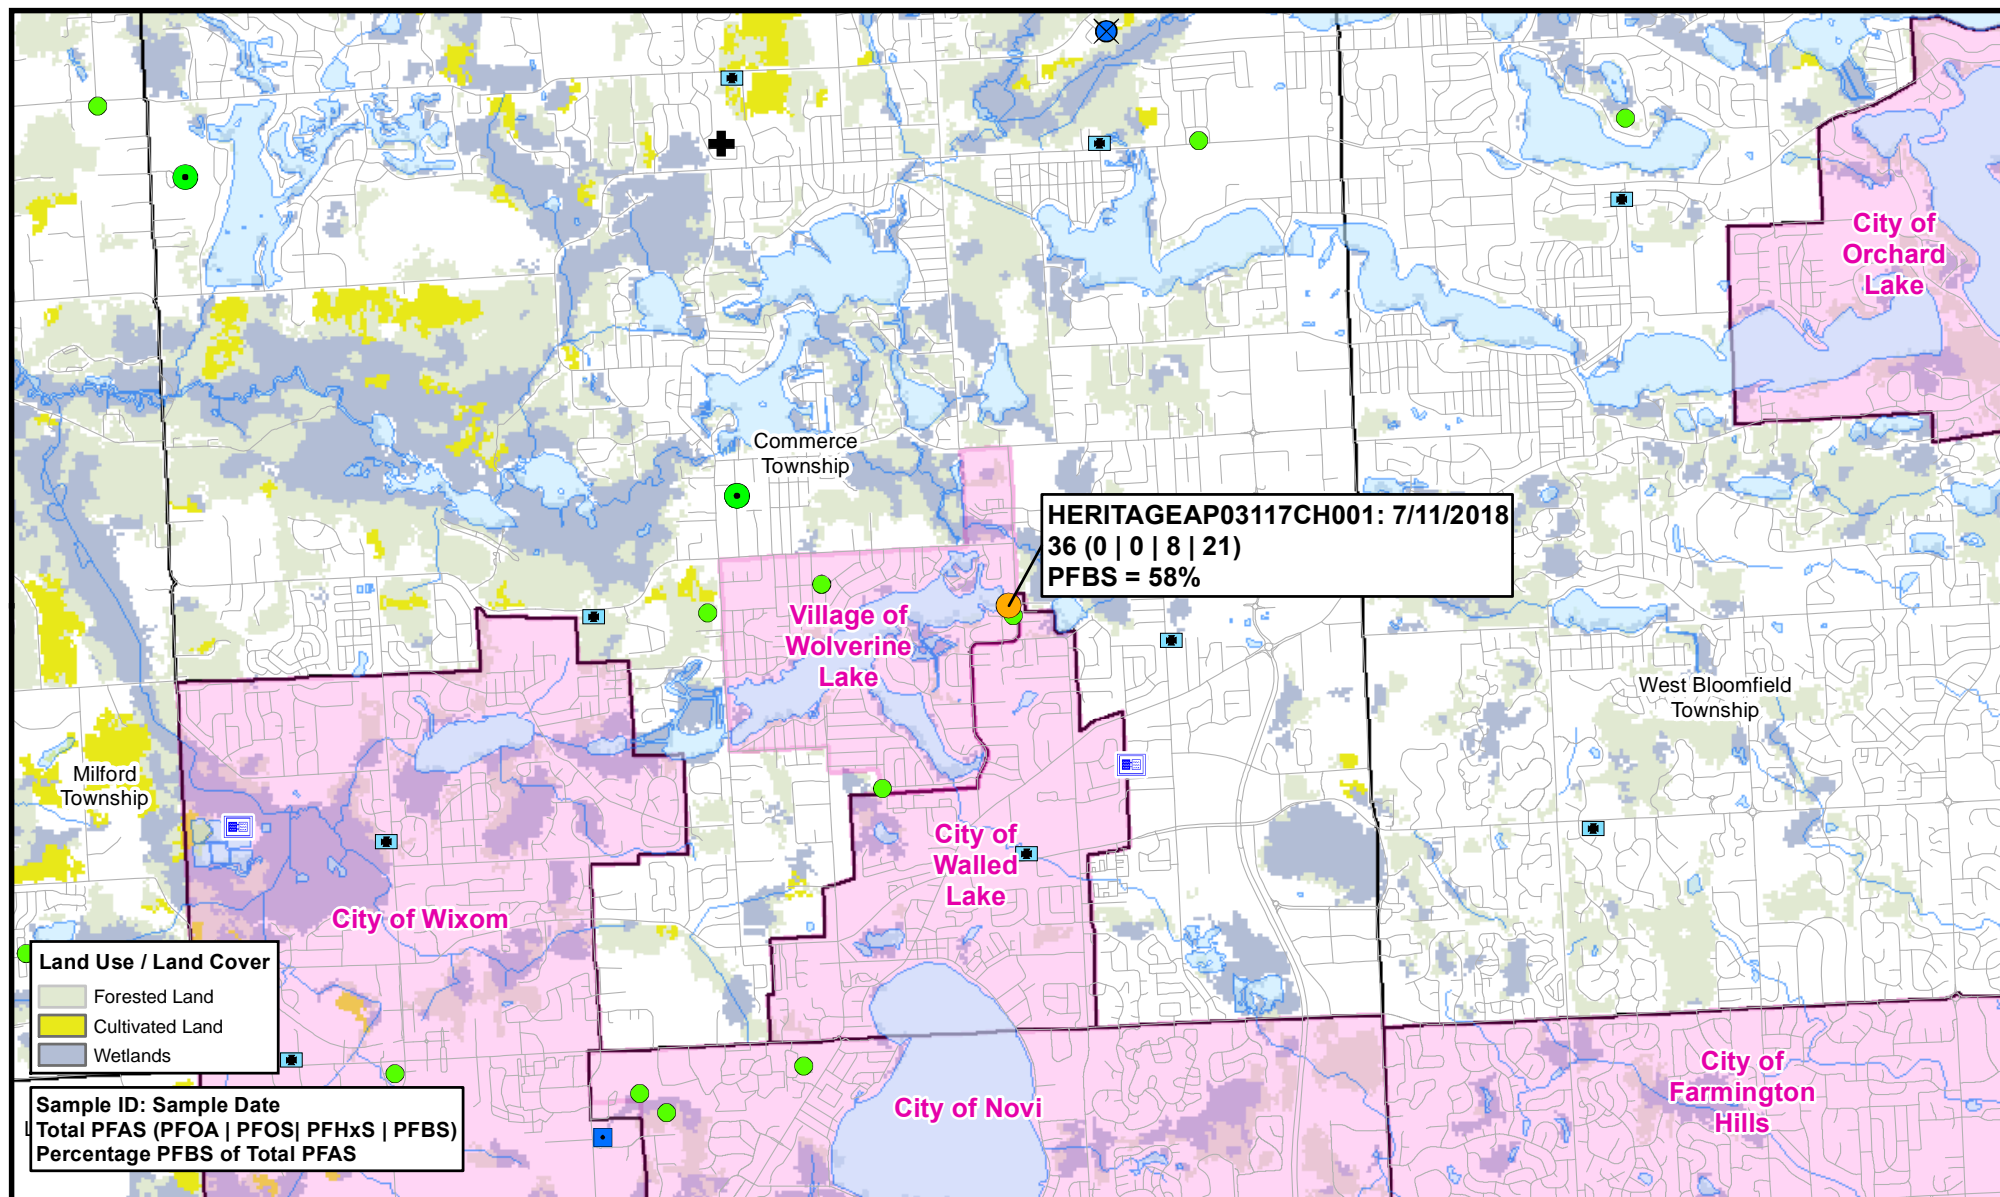 City of
Orchard
Lake
Commerce
Township
HERITAGEAP03117CH001: 7/11/2018
36 (0 | 0 | 8 | 21)
PFBS = 58%
Village of
Wolverine
Lake
West Bloomfield
Township
Milford
Township
City of
Walled
Lake
City of Wixom
Land Use / Land Cover
Forested Land
Cultivated Land
Wetlands
City of
Farmington
Hills
City of Novi
Sample ID: Sample Date
Total PFAS (PFOA | PFOS| PFHxS | PFBS)
Percentage PFBS of Total PFAS